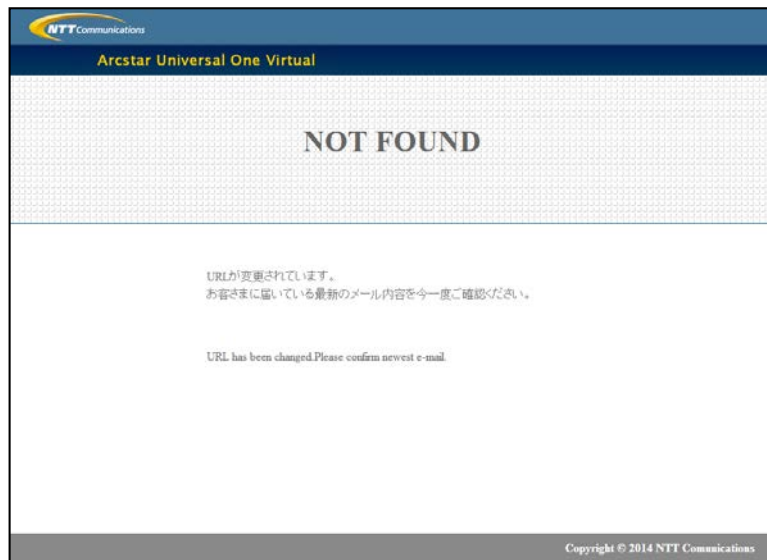 NTT Communications
Arcstar Universal One Virtual
NOT FOUND
URLが変更されています。
お客さまに届いている最新のメール内容を今一度ご確認ください。
URL has been changed.Please confirm newest e-mail.
Copyright © 2014 NTT Comunications